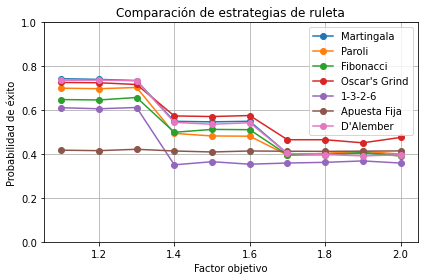 Comparación de estrategias de ruleta
Probabilidad de éxito
1.0
0.8
0.6
0.4
0.2
0.0
Martingala
Paroli
Fibonacci
Oscar's Grind
1-3-2-6
Apuesta Fija
D'Alember
1.2 1.4 1.6 1.8 2.0
Factor objetivo